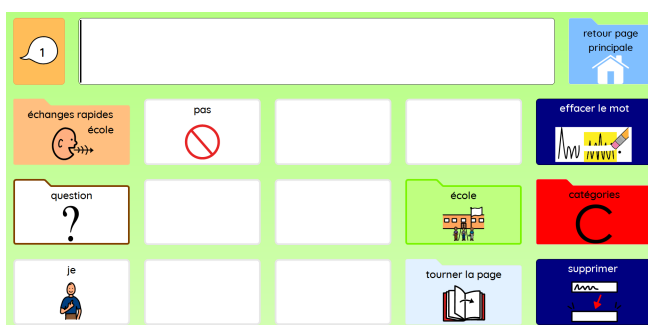 1
retour page
principale
échanges rapides
école
pas
effacer le mot
question
école
catégories
C
je
tourner la page
supprimer